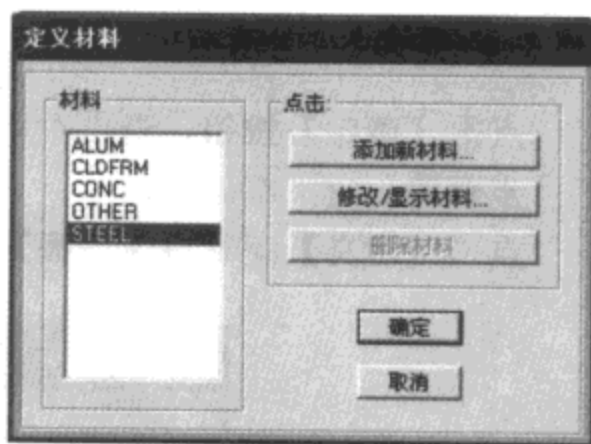 定义材料
材料
ALUM
CLDFRM
CONC
OTHER
STEEL
点击:
添加新材料...
修改/显示材料...
删除材料
确定
取消